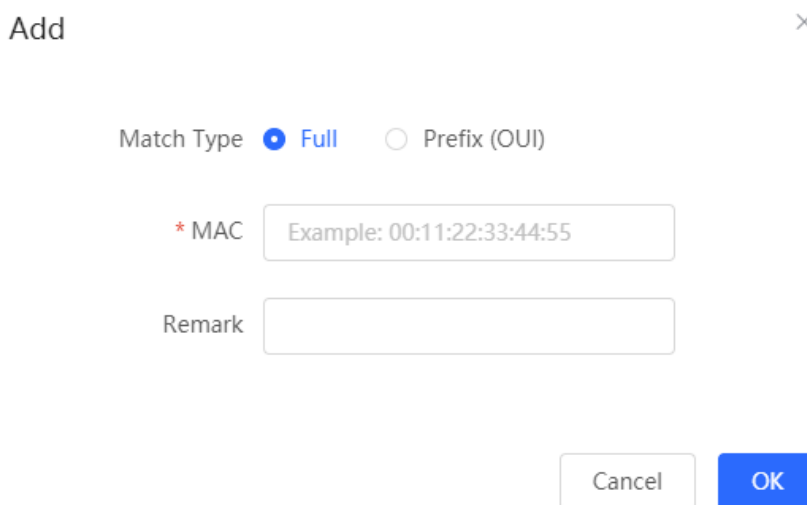 Add
Match Type Full Prefix (OUI)
* MAC Example: 00:11:22:33:44:55
Remark
Cancel OK